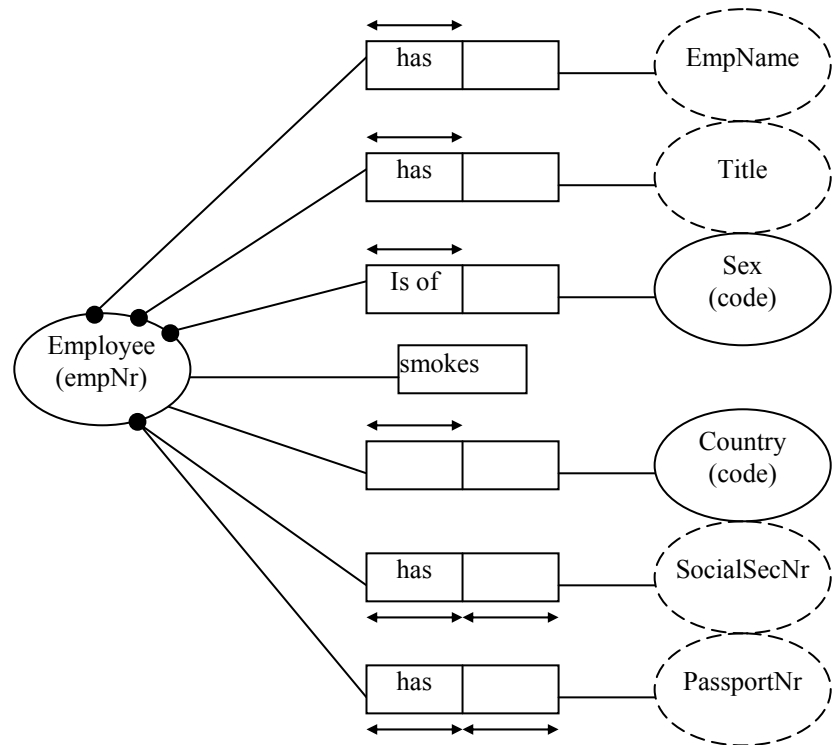 has
EmpName
has
Title
Is of
Sex
(code)
Employee
(empNr)
smokes
Country
(code)
has
SocialSecNr
has
PassportNr